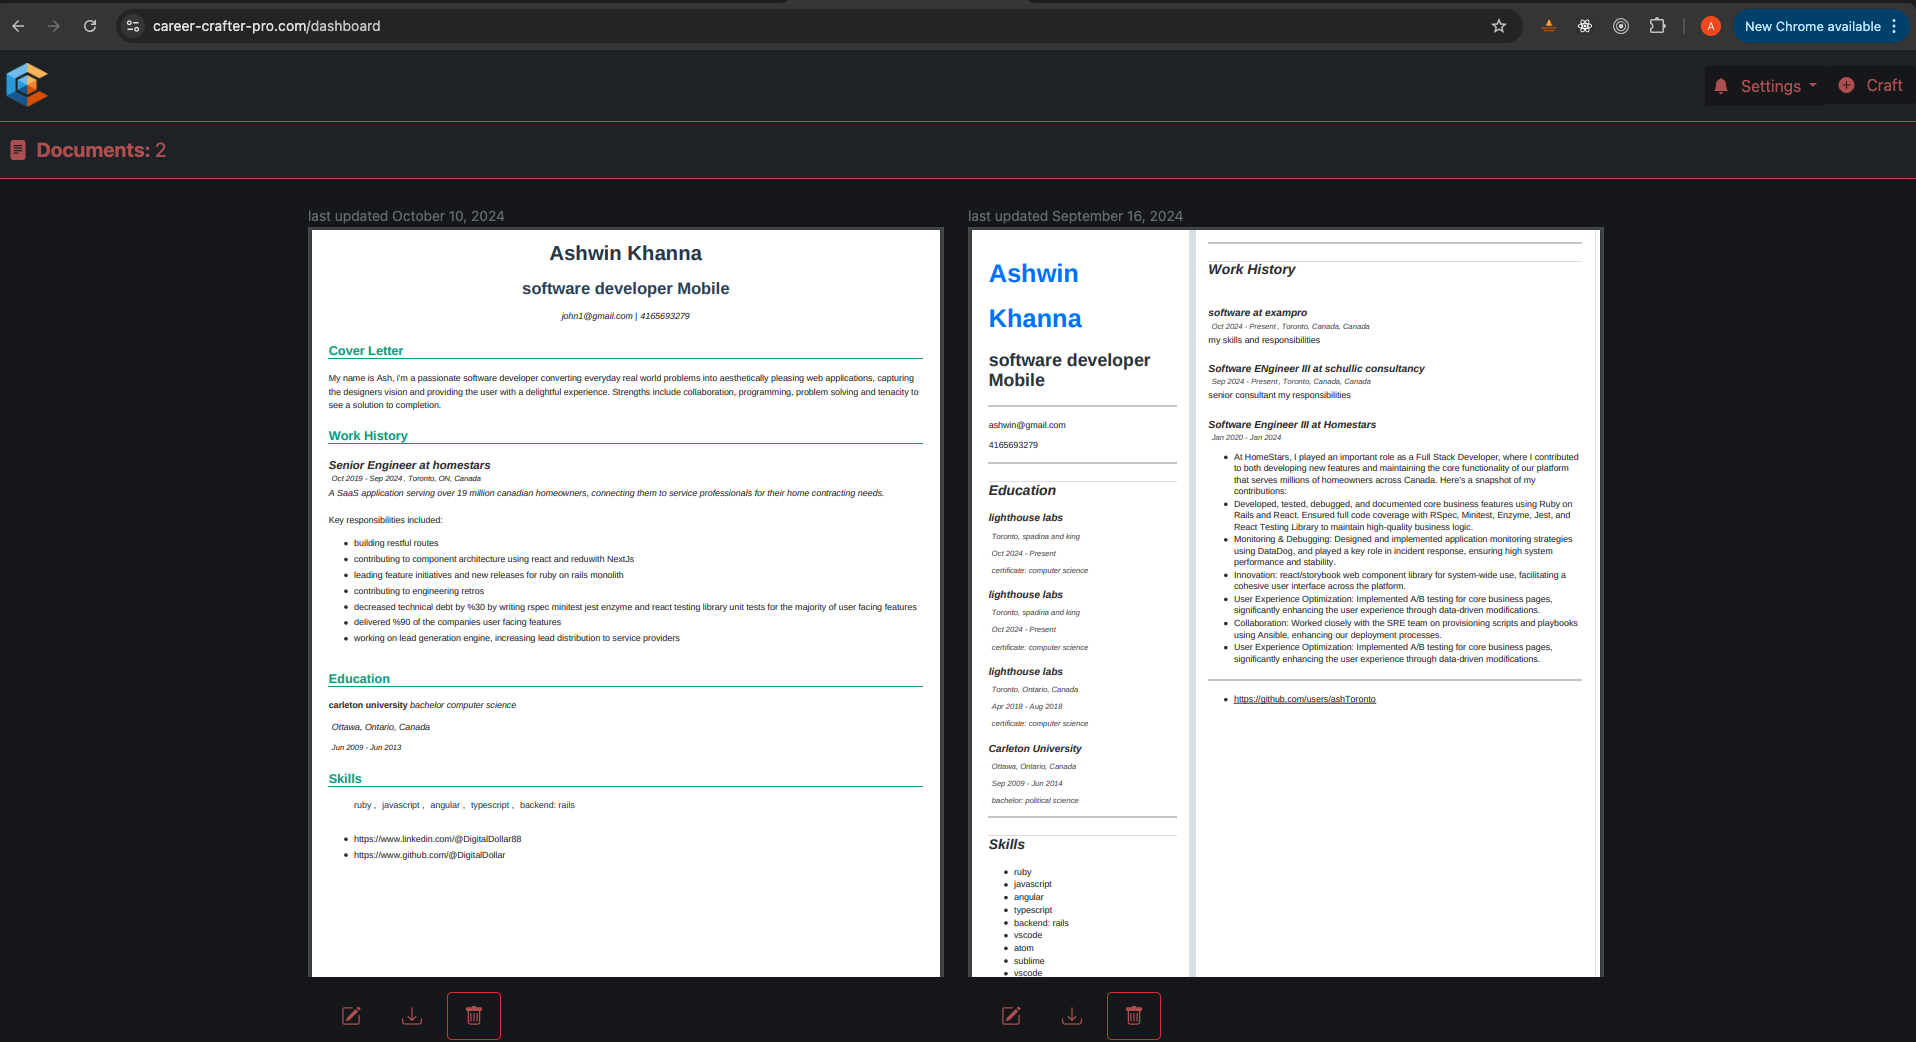 career-crafter-pro.com/dashboard
A
New Chrome available
Settings
Craft
Documents: 2
last updated October 10, 2024
Ashwin Khanna
software developer Mobile
john1@gmail.com | 4165693279
Cover Letter
My name is Ash, i'm a passionate software developer converting everyday real world problems into aesthetically pleasing web applications, capturing
the designers vision and providing the user with a delightful experience. Strengths include collaboration, programming, problem solving and tenacity to
see a solution to completion.
Work History
Senior Engineer at homestars
Oct 2019 - Sep 2024 , Toronto, ON, Canada
A SaaS application serving over 19 million canadian homeowners, connecting them to service professionals for their home contracting needs.
Key responsibilities included:
• building restful routes
• contributing to component architecture using react and reduwith NextJs
• leading feature initiatives and new releases for ruby on rails monolith
• contributing to engineering retros
• decreased technical debt by %30 by writing rspec minitest jest enzyme and react testing library unit tests for the majority of user facing features
• delivered %90 of the companies user facing features
• working on lead generation engine, increasing lead distribution to service providers
Education
carleton university bachelor computer science
Ottawa, Ontario, Canada
Jun 2009 - Jun 2013
Skills
ruby , javascript , angular , typescript , backend: rails
• https://www.linkedin.com/@DigitalDollar88
• https://www.github.com/@DigitalDollar
last updated September 16, 2024
Ashwin
Khanna
software developer
Mobile
ashwin@gmail.com
4165693279
Education
lighthouse labs
Toronto, spadina and king
Oct 2024 - Present
certificate: computer science
lighthouse labs
Toronto, spadina and king
Oct 2024 - Present
certificate: computer science
lighthouse labs
Toronto, Ontario, Canada
Apr 2018 - Aug 2018
certificate: computer science
Carleton University
Ottawa, Ontario, Canada
Sep 2009 - Jun 2014
bachelor: political science
Skills
• ruby
• javascript
• angular
• typescript
• backend: rails
• vscode
• atom
• sublime
• vscode
Work History
software at exampro
Oct 2024 - Present , Toronto, Canada, Canada
my skills and responsibilities
Software ENgineer III at schullic consultancy
Sep 2024 - Present , Toronto, Canada, Canada
senior consultant my responsibilities
Software Engineer III at Homestars
Jan 2020 - Jan 2024
• At HomeStars, I played an important role as a Full Stack Developer, where I contributed
to both developing new features and maintaining the core functionality of our platform
that serves millions of homeowners across Canada. Here's a snapshot of my
contributions:
• Developed, tested, debugged, and documented core business features using Ruby on
Rails and React. Ensured full code coverage with RSpec, Minitest, Enzyme, Jest, and
React Testing Library to maintain high-quality business logic.
• Monitoring & Debugging: Designed and implemented application monitoring strategies
using DataDog, and played a key role in incident response, ensuring high system
performance and stability.
• Innovation: react/storybook web component library for system-wide use, facilitating a
cohesive user interface across the platform.
• User Experience Optimization: Implemented A/B testing for core business pages,
significantly enhancing the user experience through data-driven modifications.
• Collaboration: Worked closely with the SRE team on provisioning scripts and playbooks
using Ansible, enhancing our deployment processes.
• User Experience Optimization: Implemented A/B testing for core business pages,
significantly enhancing the user experience through data-driven modifications.
• https://github.com/users/ashToronto